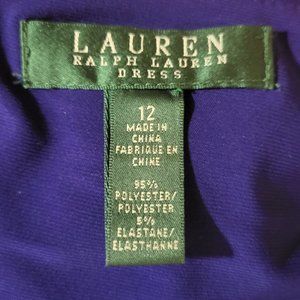 LAUREN
RALPH LAUREN
DRESS
12
MADE IN
CHINA
FABRIQUE EN
CHINE
95%
POLYESTER/
POLYESTER
5%
ELASTANE/
ELASTHANNE